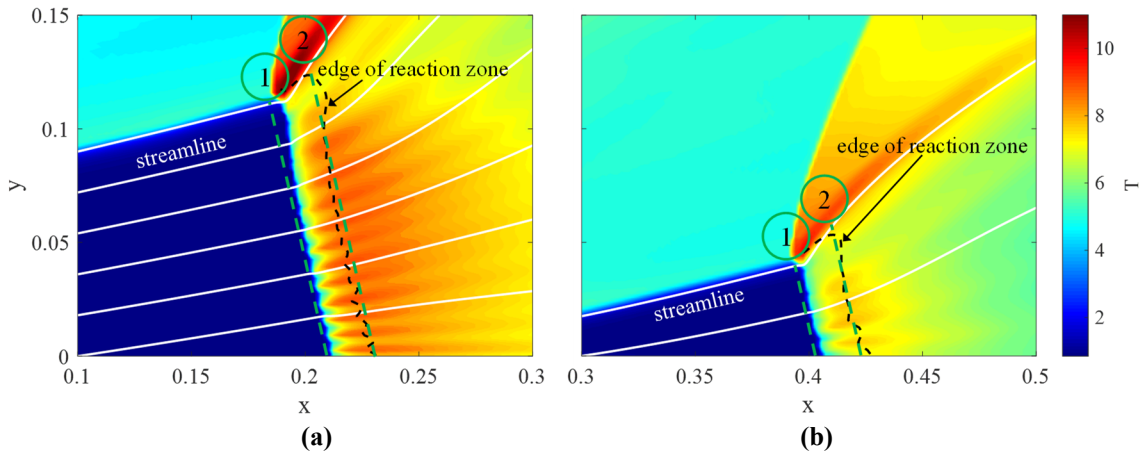 0.15
0.1
0.05
0
y
1
2
edge of reaction zone
streamline
0.1
0.15
0.2
0.25
0.3
x
(a)
1
2
edge of reaction zone
streamline
0.3
0.35
0.4
0.45
0.5
x
(b)
10
8
6
4
2
T